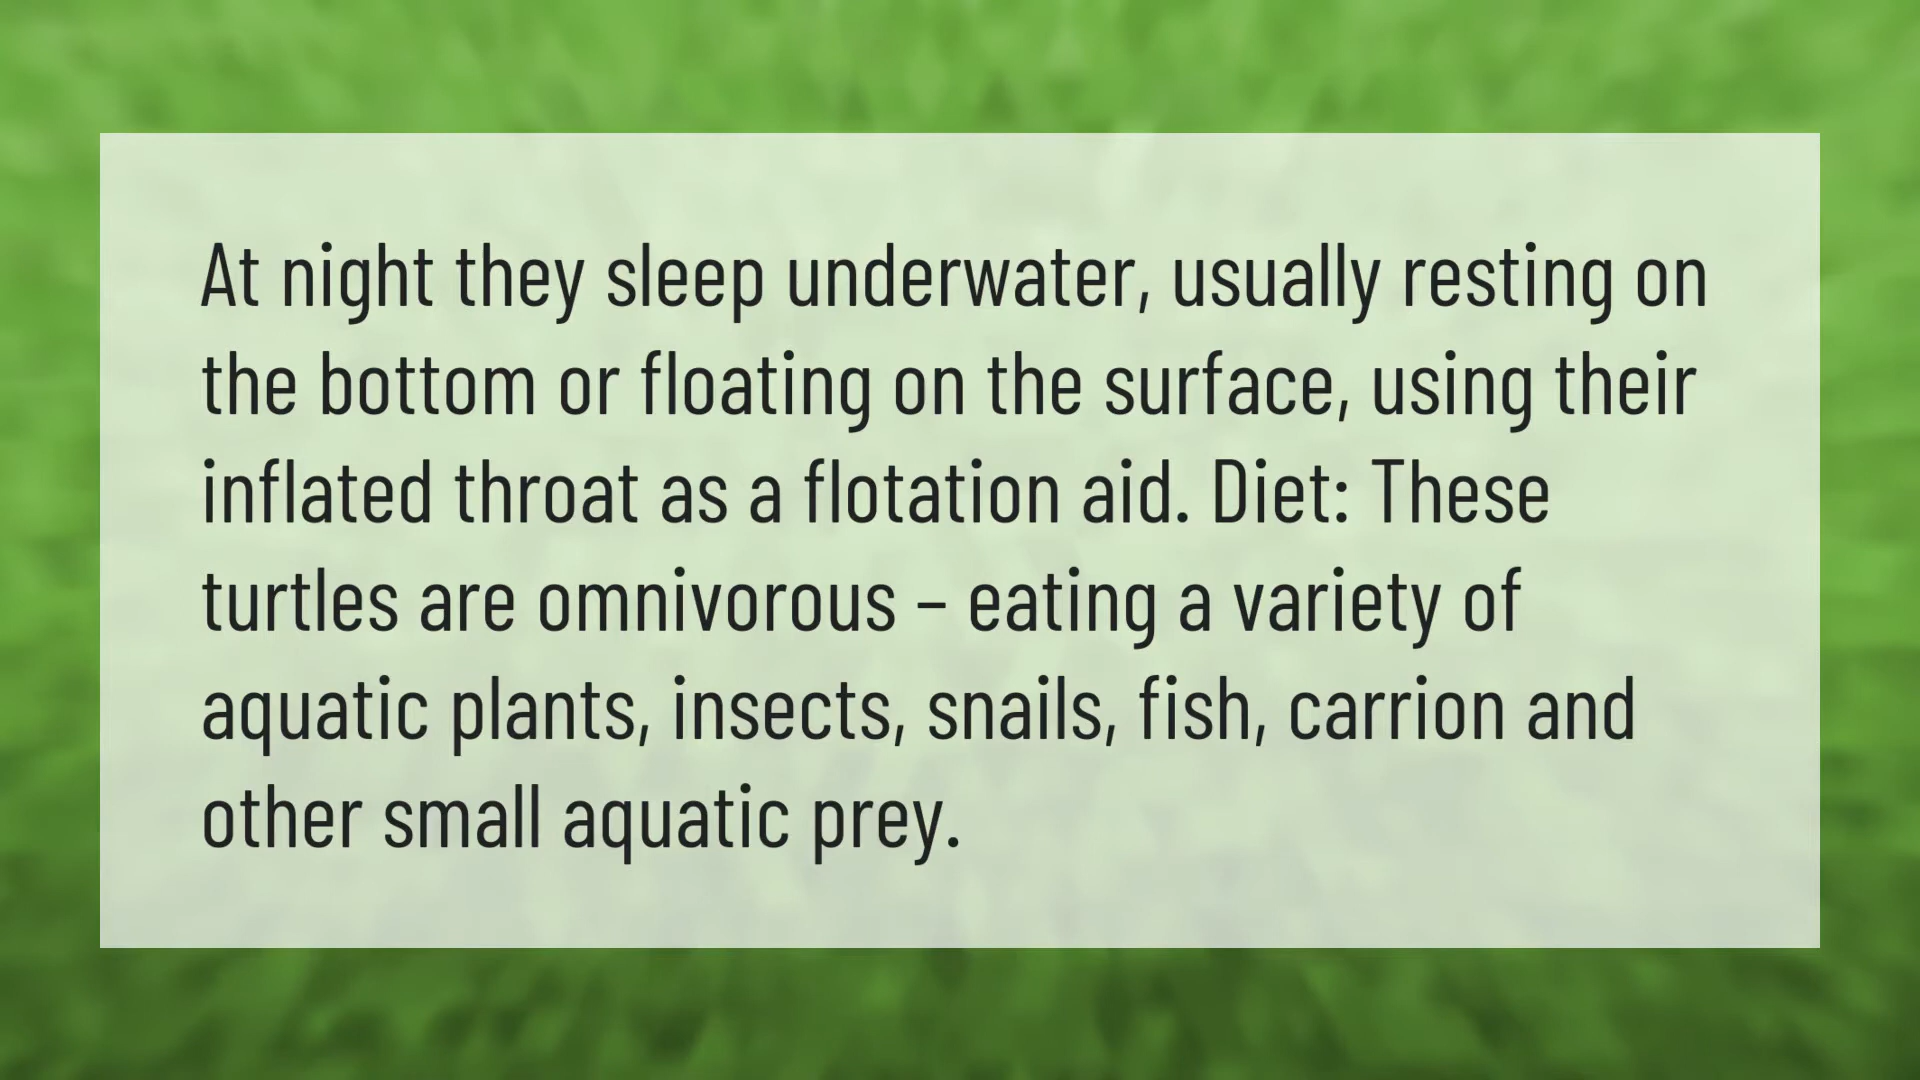 At night they sleep underwater, usually resting on
the bottom or floating on the surface, using their
inflated throat as a flotation aid. Diet: These
turtles are omnivorous – eating a variety of
aquatic plants, insects, snails, fish, carrion and
other small aquatic prey.